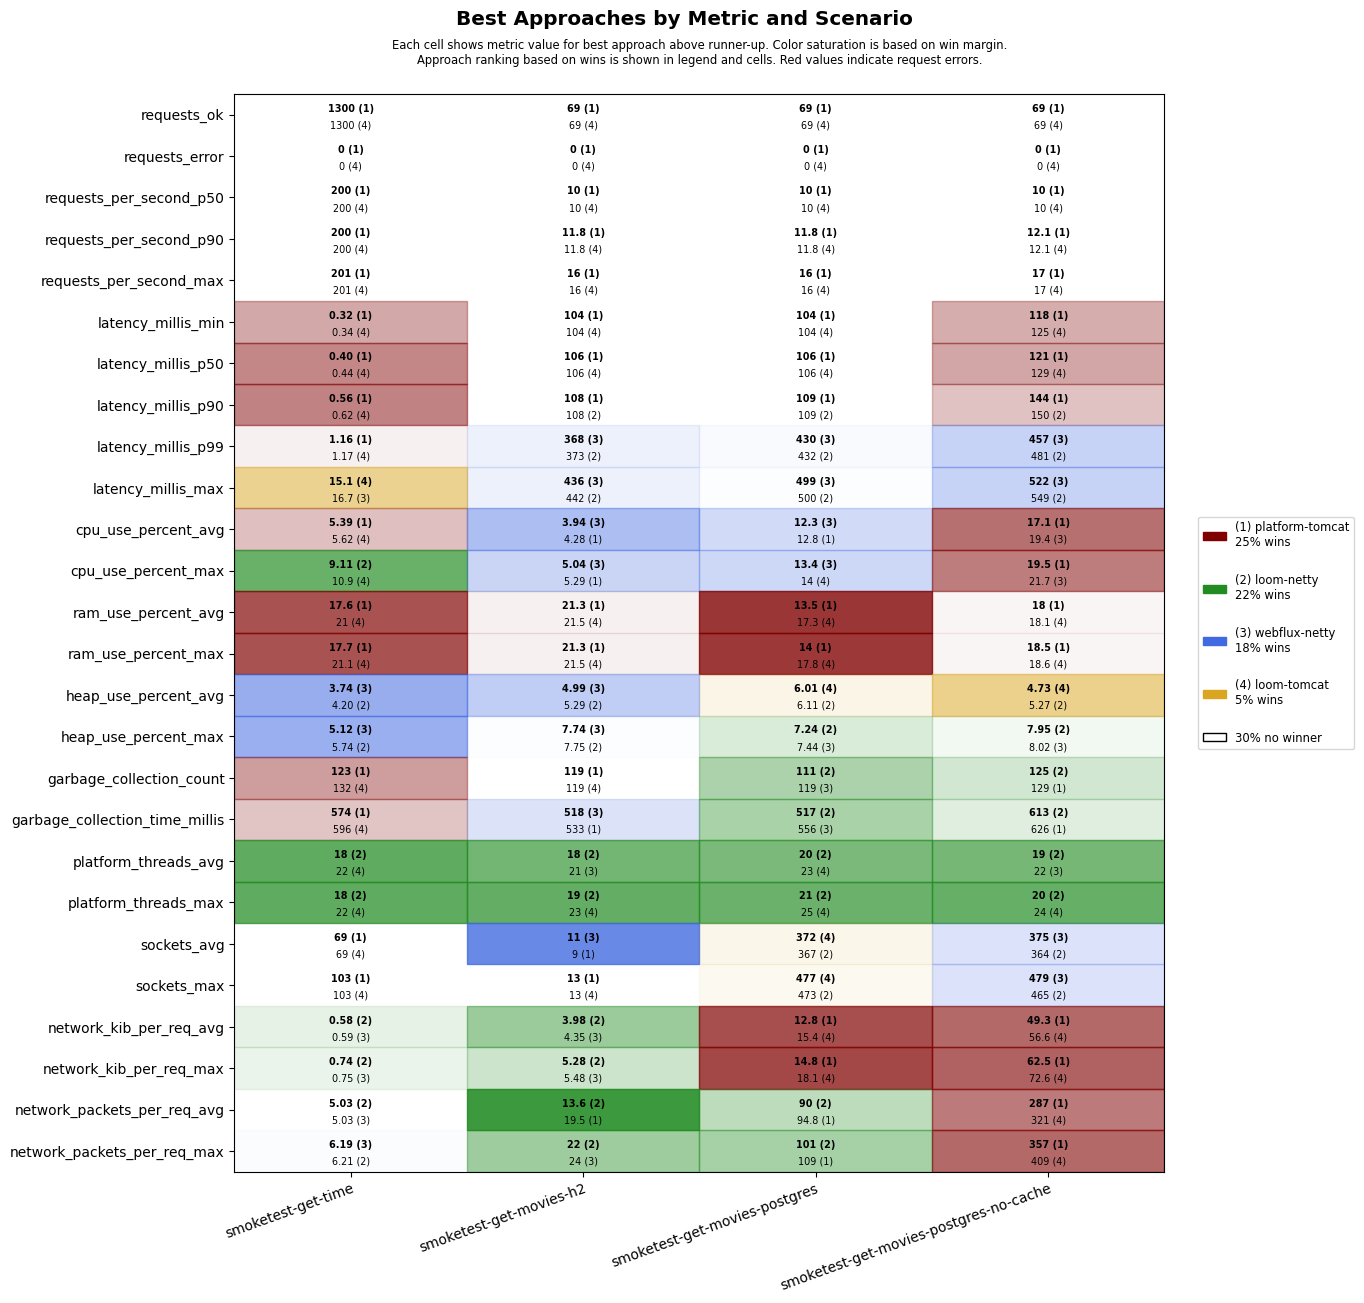 Best Approaches by Metric and Scenario
Each cell shows metric value for best approach above runner-up. Color saturation is based on win margin.
Approach ranking based on wins is shown in legend and cells. Red values indicate request errors.
requests_ok
1300 (1) 69 (1) 69 (1) 69 (1)
1300 (4) 69 (4) 69 (4) 69 (4)
requests_error
0 (1) 0 (1) 0 (1) 0 (1)
0 (4) 0 (4) 0 (4) 0 (4)
requests_per_second_p50
200 (1) 10 (1) 10 (1) 10 (1)
200 (4) 10 (4) 10 (4) 10 (4)
requests_per_second_p90
200 (1) 11.8 (1) 11.8 (1) 12.1 (1)
200 (4) 11.8 (4) 11.8 (4) 12.1 (4)
requests_per_second_max
201 (1) 16 (1) 16 (1) 17 (1)
201 (4) 16 (4) 16 (4) 17 (4)
latency_millis_min
0.32 (1) 104 (1) 104 (1) 118 (1)
0.34 (4) 104 (4) 104 (4) 125 (4)
latency_millis_p50
0.40 (1) 106 (1) 106 (1) 121 (1)
0.44 (4) 106 (4) 106 (4) 129 (4)
latency_millis_p90
0.56 (1) 108 (1) 109 (1) 144 (1)
0.62 (4) 108 (2) 109 (2) 150 (2)
latency_millis_p99
1.16 (1) 368 (3) 430 (3) 457 (3)
1.17 (4) 373 (2) 432 (2) 481 (2)
latency_millis_max
15.1 (4) 436 (3) 499 (3) 522 (3)
16.7 (3) 442 (2) 500 (2) 549 (2)
cpu_use_percent_avg
5.39 (1) 3.94 (3) 12.3 (3) 17.1 (1)
5.62 (4) 4.28 (1) 12.8 (1) 19.4 (3)
cpu_use_percent_max
9.11 (2) 5.04 (3) 13.4 (3) 19.5 (1)
10.9 (4) 5.29 (1) 14 (4) 21.7 (3)
ram_use_percent_avg
17.6 (1) 21.3 (1) 13.5 (1) 18 (1)
21 (4) 21.5 (4) 17.3 (4) 18.1 (4)
ram_use_percent_max
17.7 (1) 21.3 (1) 14 (1) 18.5 (1)
21.1 (4) 21.5 (4) 17.8 (4) 18.6 (4)
heap_use_percent_avg
3.74 (3) 4.99 (3) 6.01 (4) 4.73 (4)
4.20 (2) 5.29 (2) 6.11 (2) 5.27 (2)
heap_use_percent_max
5.12 (3) 7.74 (3) 7.24 (2) 7.95 (2)
5.74 (2) 7.75 (2) 7.44 (3) 8.02 (3)
garbage_collection_count
123 (1) 119 (1) 111 (2) 125 (2)
132 (4) 119 (4) 119 (3) 129 (1)
garbage_collection_time_millis
574 (1) 518 (3) 517 (2) 613 (2)
596 (4) 533 (1) 556 (3) 626 (1)
platform_threads_avg
18 (2) 18 (2) 20 (2) 19 (2)
22 (4) 21 (3) 23 (4) 22 (3)
platform_threads_max
18 (2) 19 (2) 21 (2) 20 (2)
22 (4) 23 (4) 25 (4) 24 (4)
sockets_avg
69 (1) 11 (3) 372 (4) 375 (3)
69 (4) 9 (1) 367 (2) 364 (2)
sockets_max
103 (1) 13 (1) 477 (4) 479 (3)
103 (4) 13 (4) 473 (2) 465 (2)
network_kib_per_req_avg
0.58 (2) 3.98 (2) 12.8 (1) 49.3 (1)
0.59 (3) 4.35 (3) 15.4 (4) 56.6 (4)
network_kib_per_req_max
0.74 (2) 5.28 (2) 14.8 (1) 62.5 (1)
0.75 (3) 5.48 (3) 18.1 (4) 72.6 (4)
network_packets_per_req_avg
5.03 (2) 13.6 (2) 90 (2) 287 (1)
5.03 (3) 19.5 (1) 94.8 (1) 321 (4)
network_packets_per_req_max
6.19 (3) 22 (2) 101 (2) 357 (1)
6.21 (2) 24 (3) 109 (1) 409 (4)
smoketest-get-time
smoketest-get-movies-h2
smoketest-get-movies-postgres
smoketest-get-movies-postgres-no-cache
(1) platform-tomcat
25% wins
(2) loom-netty
22% wins
(3) webflux-netty
18% wins
(4) loom-tomcat
5% wins
30% no winner